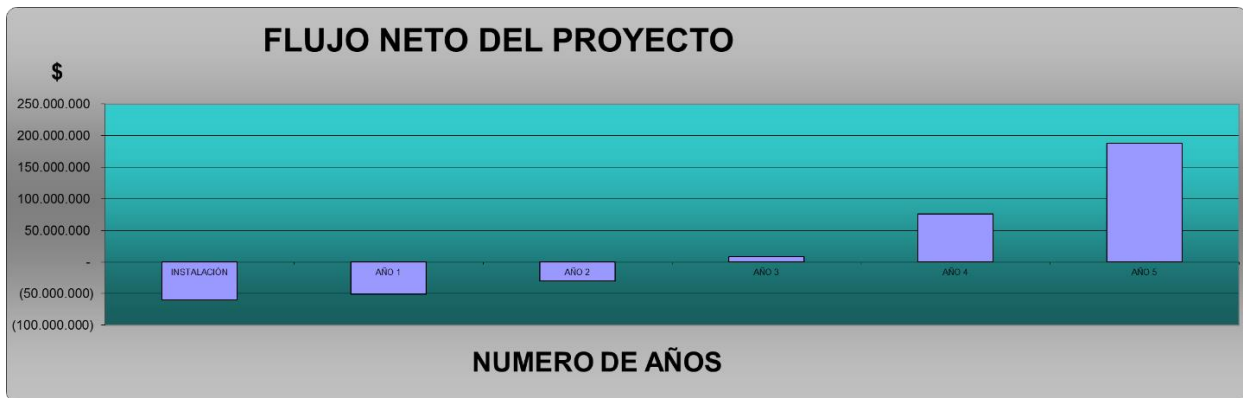 FLUJO NETO DEL PROYECTO
$
250.000.000
200.000.000
150.000.000
100.000.000
50.000.000
-
(50.000.000)
(100.000.000)
INSTALACIÓN
AÑO 1
AÑO 2
AÑO 3
AÑO 4
AÑO 5
NUMERO DE AÑOS